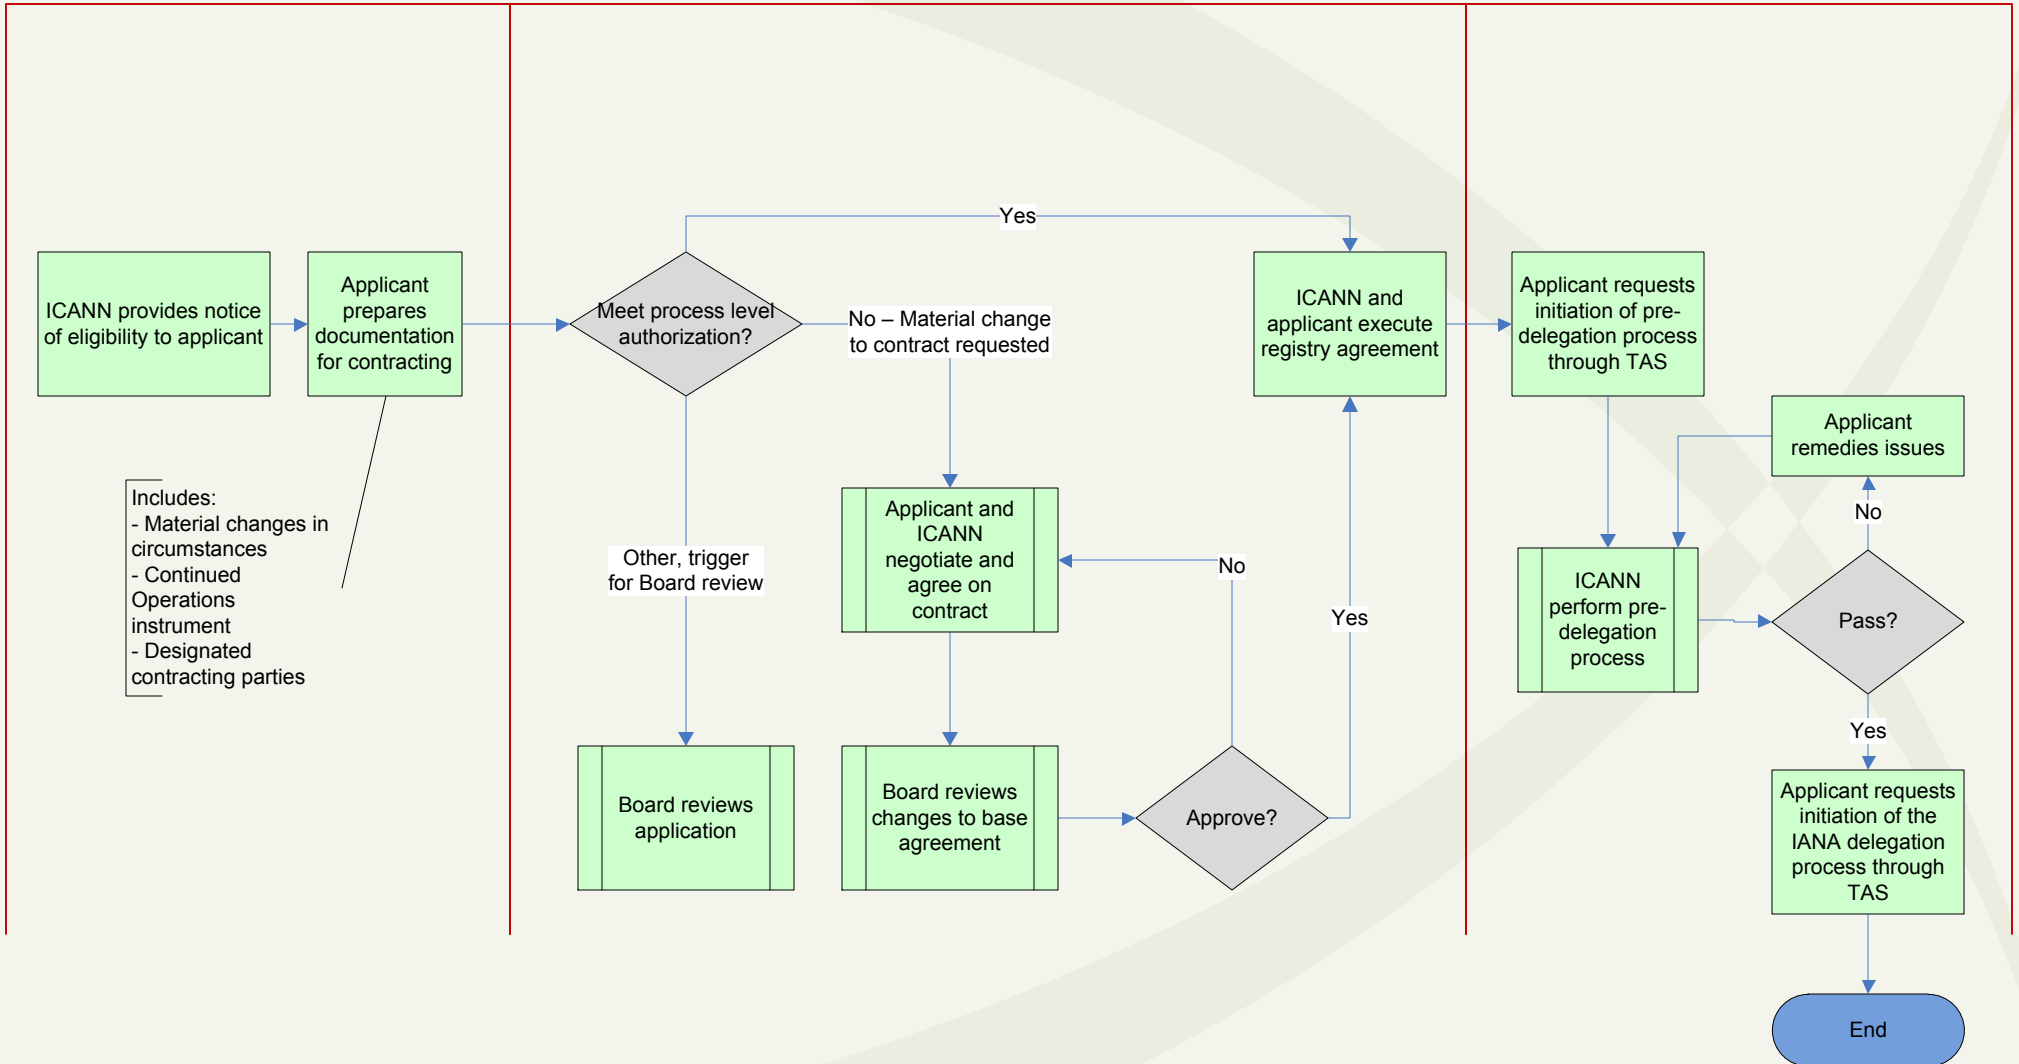 ICANN provides notice
of eligibility to applicant
Applicant
prepares
documentation
for contracting
Includes:
- Material changes in
circumstances
- Continued
Operations
instrument
- Designated
contracting parties
Meet process level
authorization?
Yes
No – Material change
to contract requested
Other, trigger
for Board review
Board reviews
application
Applicant and
ICANN
negotiate and
agree on
contract
Board reviews
changes to base
agreement
Approve?
No
Yes
ICANN and
applicant execute
registry agreement
Applicant requests
initiation of pre-
delegation process
through TAS
ICANN
perform pre-
delegation
process
Pass?
No
Applicant
remedies issues
Yes
Applicant requests
initiation of the
IANA delegation
process through
TAS
End